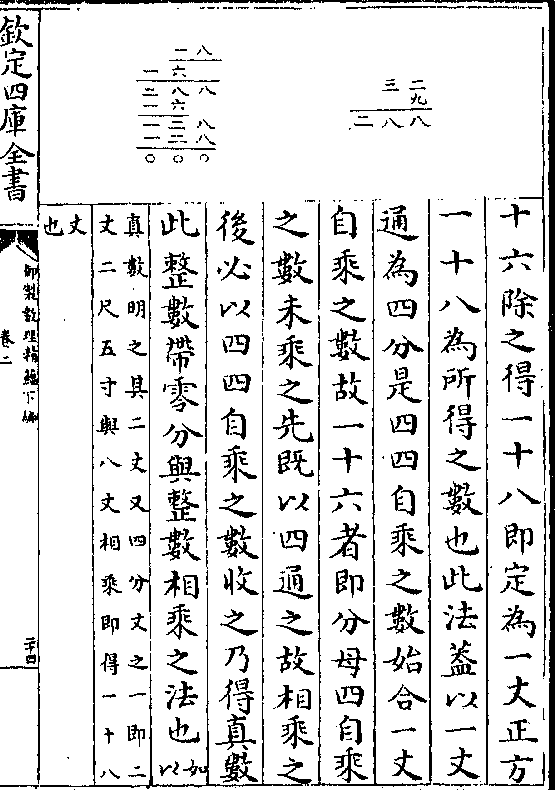 三二
九
二八八
二八
一六
二八八
一六
一二八
一二八
〇〇〇
十六除之得一十八即定為一丈正方
一十八為所得之數也此法葢以一丈
通為四分是四四自乘之數始合一丈
自乘之數故一十六者即分母四自乘
之數未乘之先既以四通之故相乘之
後必以四四自乘之數收之乃得真數
此整數帶零分與整數相乘之法也如以
真數明之其二丈又四分丈之一即二
丈二尺五寸與八丈相乘即得一十八
丈也
欽定四庫全書
御製數理精蘊下編
卷二
二十四